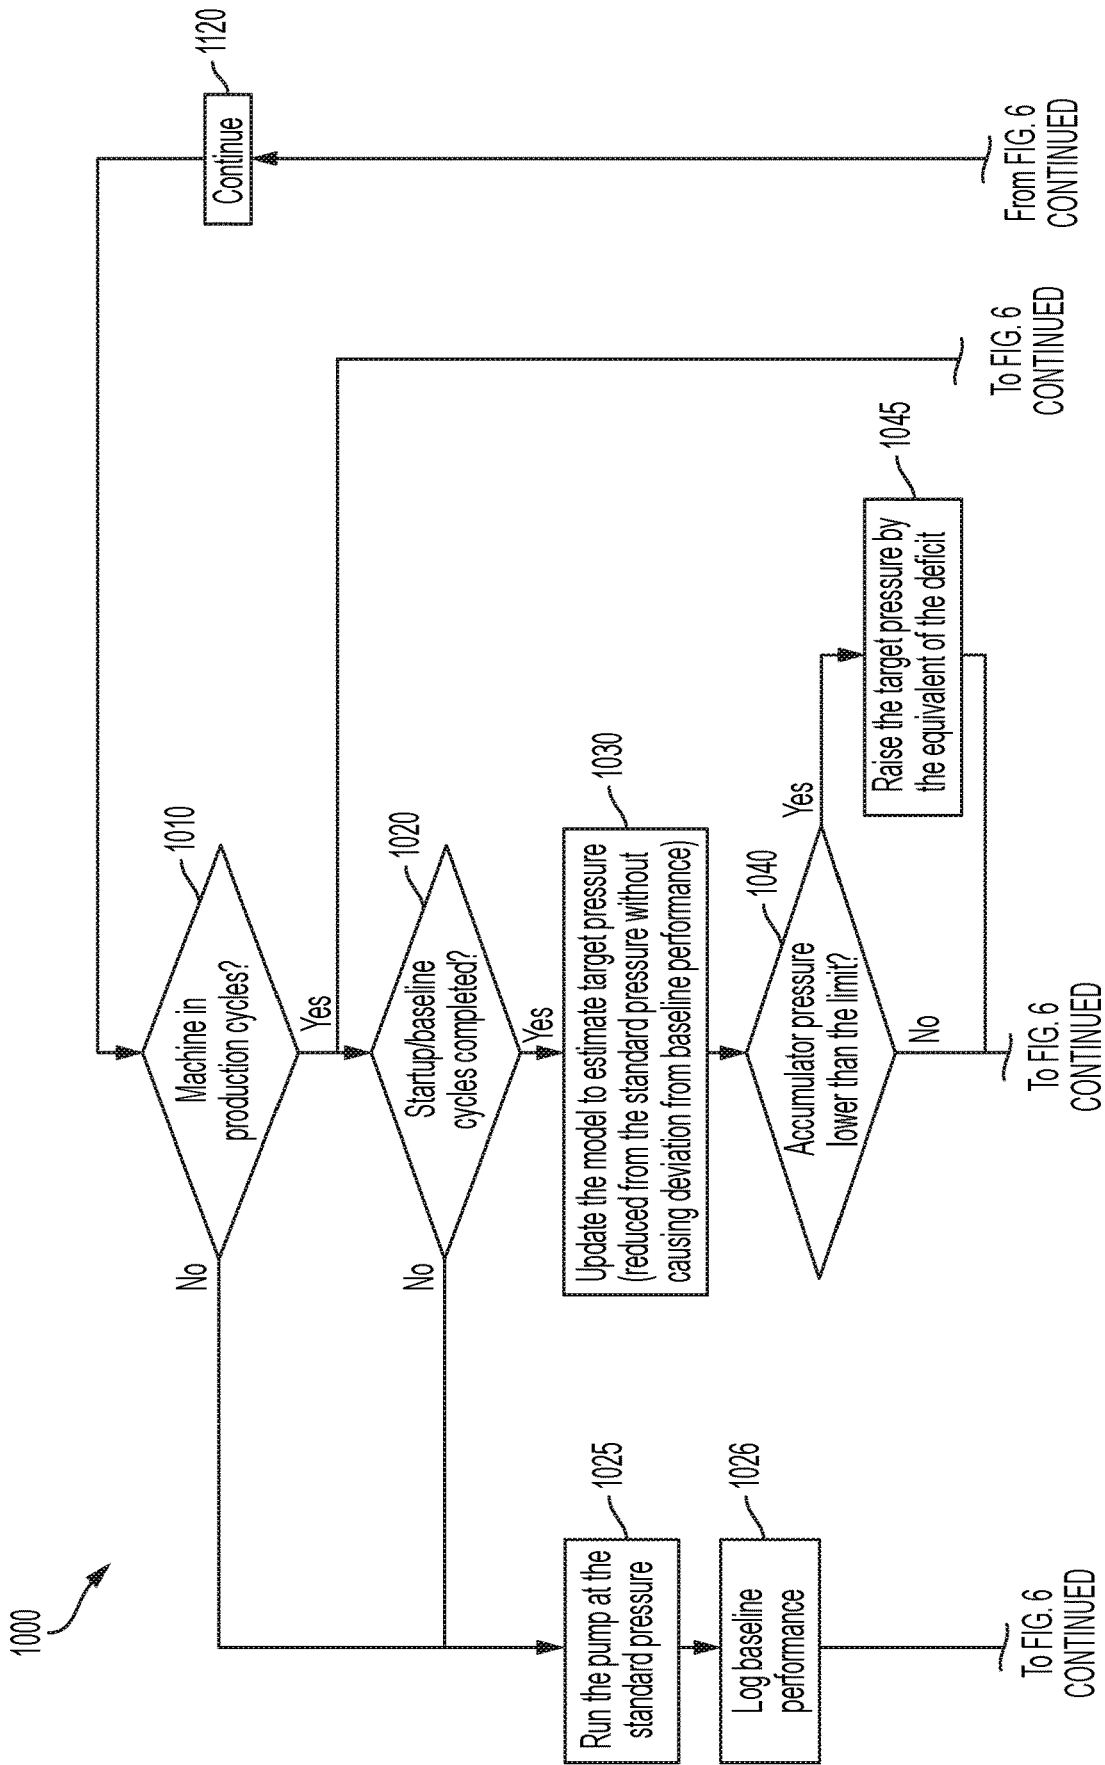 1000
1120
Continue
1010
Machine in
production cycles?
No
Yes
1020
Startup/baseline
cycles completed?
No
Yes
1025
Run the pump at the
standard pressure
1030
Update the model to estimate target pressure
(reduced from the standard pressure without
causing deviation from baseline performance)
1026
Log baseline
performance
1040
Accumulator pressure
lower than the limit?
Yes
No
1045
Raise the target pressure by
the equivalent of the deficit
To FIG. 6
CONTINUED
To FIG. 6
CONTINUED
To FIG. 6
CONTINUED
From FIG. 6
CONTINUED